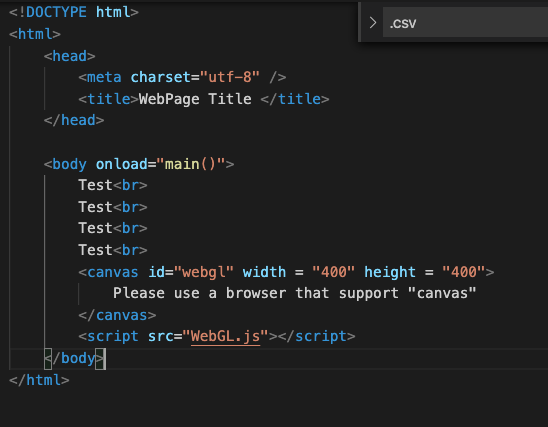 <!DOCTYPE html>
.csv
<html>
<head>
<meta charset="utf-8" />
<title>WebPage Title </title>
</head>
<body onload="main()">
Test<br>
Test<br>
Test<br>
Test<br>
<canvas id="webgl" width = "400" height = "400">
Please use a browser that support "canvas"
</canvas>
<script src="WebGL.js"></script>
</body>
</html>